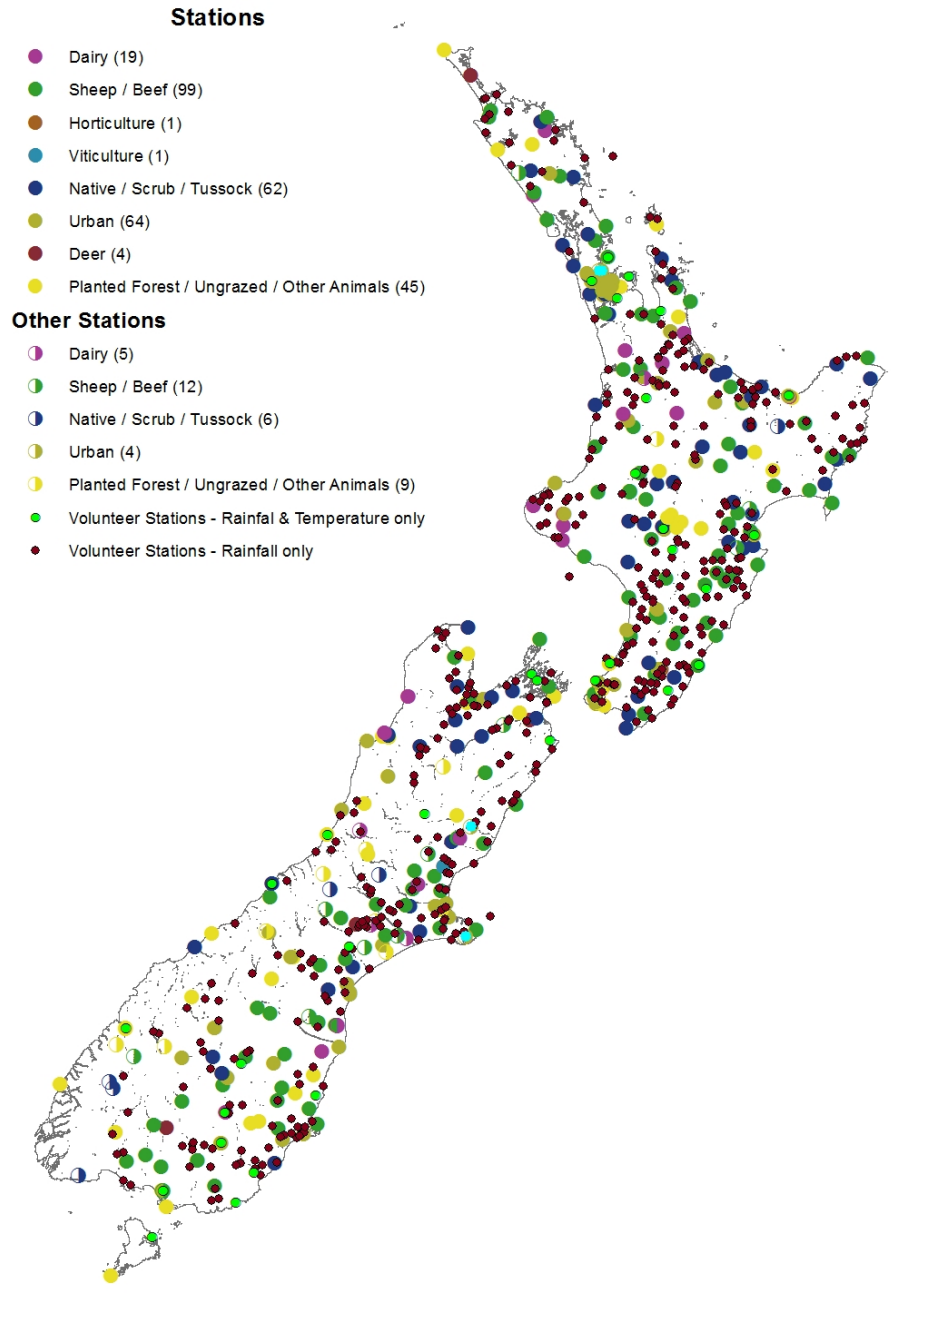 Stations
Dairy (19)
Sheep / Beef (99)
Horticulture (1)
Viticulture (1)
Native / Scrub / Tussock (62)
Urban (64)
Deer (4)
Planted Forest / Ungrazed / Other Animals (45)
Other Stations
Dairy (5)
Sheep / Beef (12)
Native / Scrub / Tussock (6)
Urban (4)
Planted Forest / Ungrazed / Other Animals (9)
Volunteer Stations - Rainfal & Temperature only
Volunteer Stations - Rainfall only